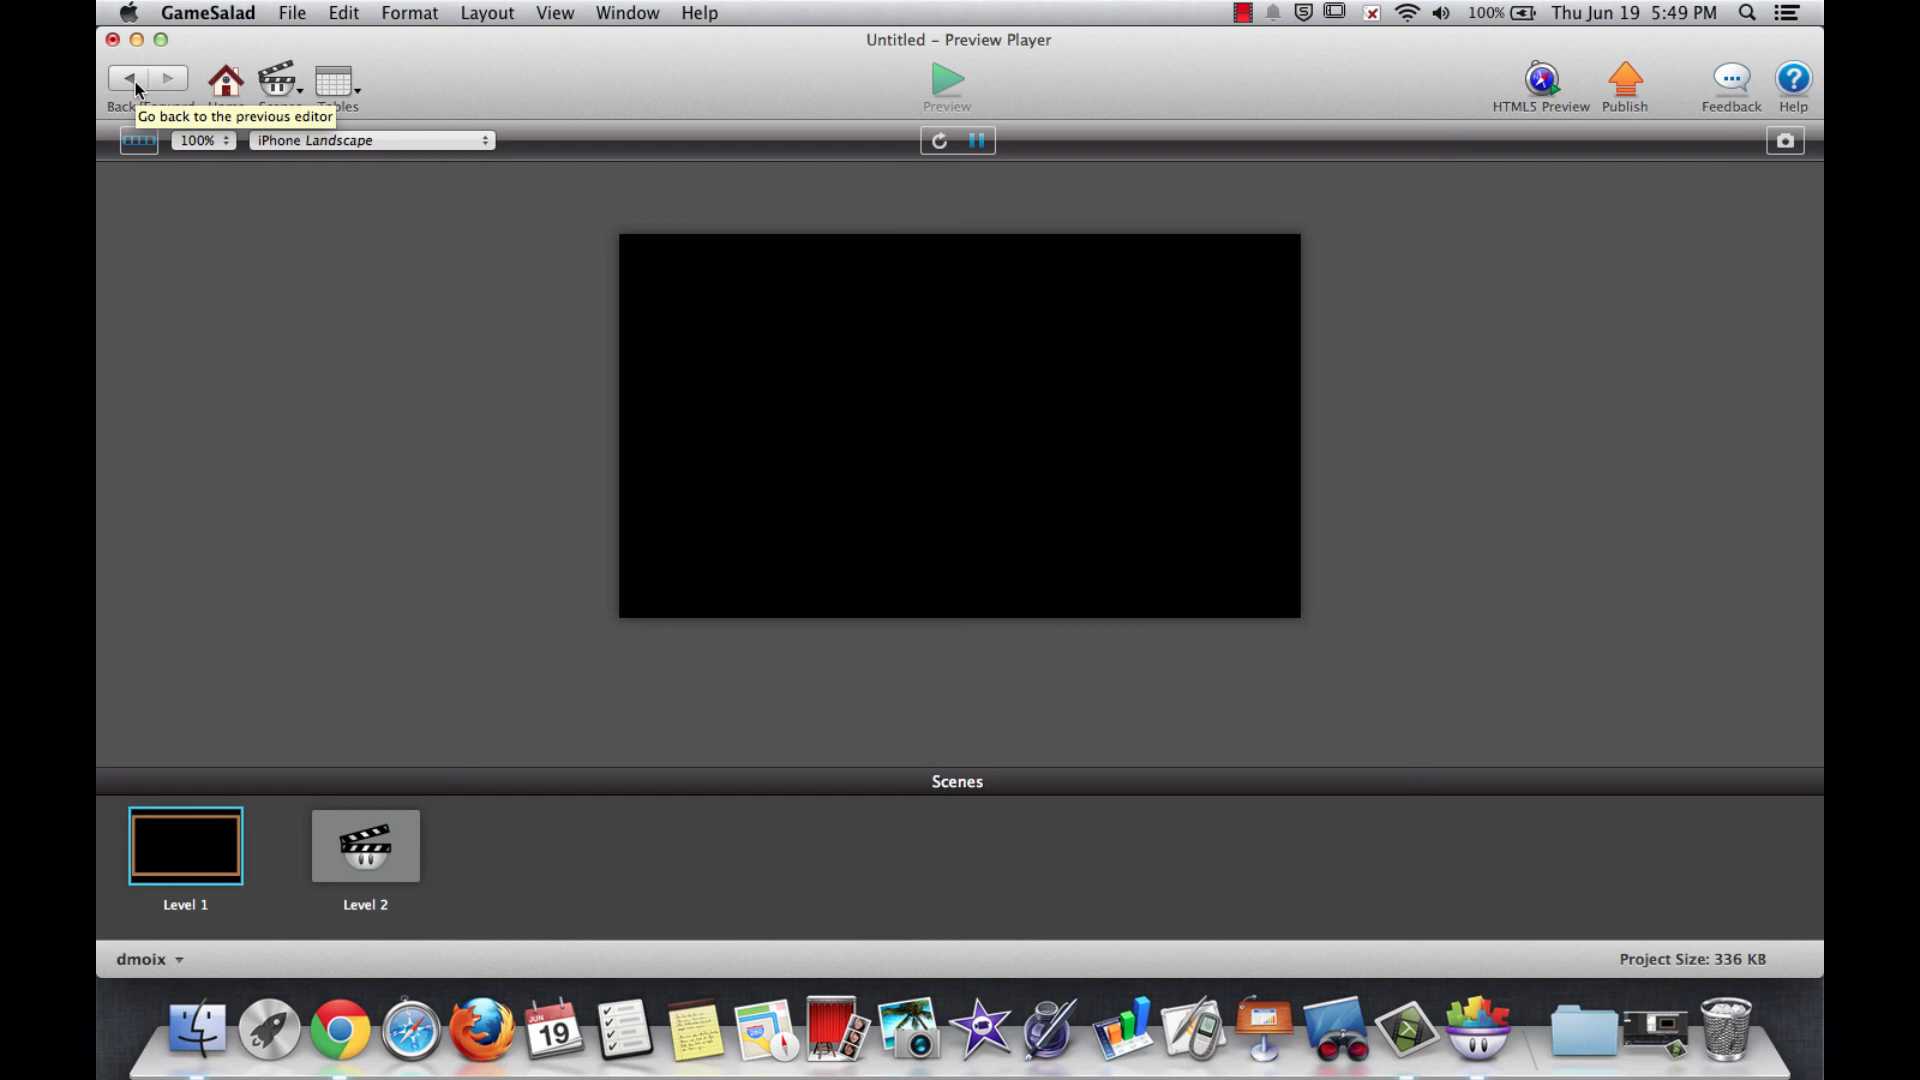 GameSalad File Edit Format Layout View Window Help 100% Thu Jun 19 5:49 PM
Untitled – Preview Player
Preview HTML5 Preview Publish Feedback Help
Go back to the previous editor
100% iPhone Landscape
Scenes
Level 1 Level 2
dmoix Project Size: 336 KB
JUN
19